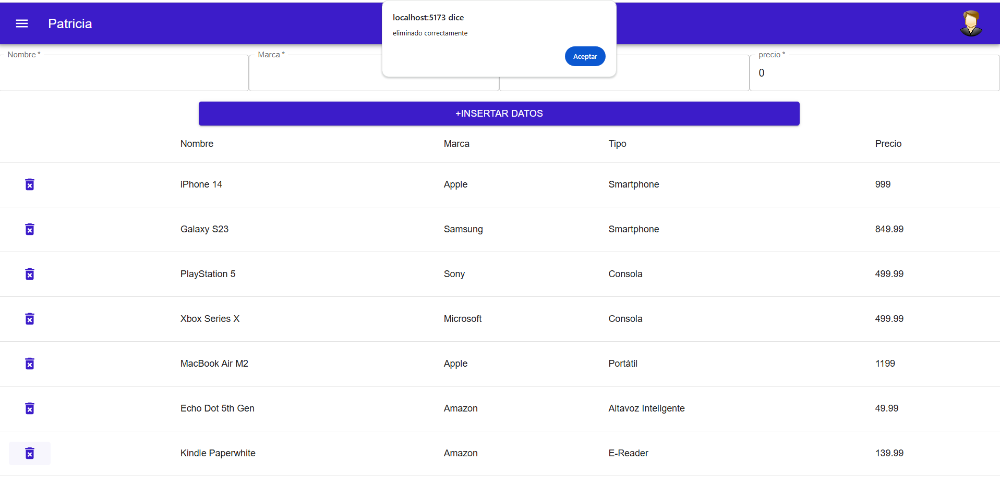 Patricia
localhost:5173 dice
eliminado correctamente
Aceptar
Nombre *
Marca *
precio *
0
+INSERTAR DATOS
Nombre Marca Tipo Precio
iPhone 14 Apple Smartphone 999
Galaxy S23 Samsung Smartphone 849.99
PlayStation 5 Sony Consola 499.99
Xbox Series X Microsoft Consola 499.99
MacBook Air M2 Apple Portátil 1199
Echo Dot 5th Gen Amazon Altavoz Inteligente 49.99
Kindle Paperwhite Amazon E-Reader 139.99